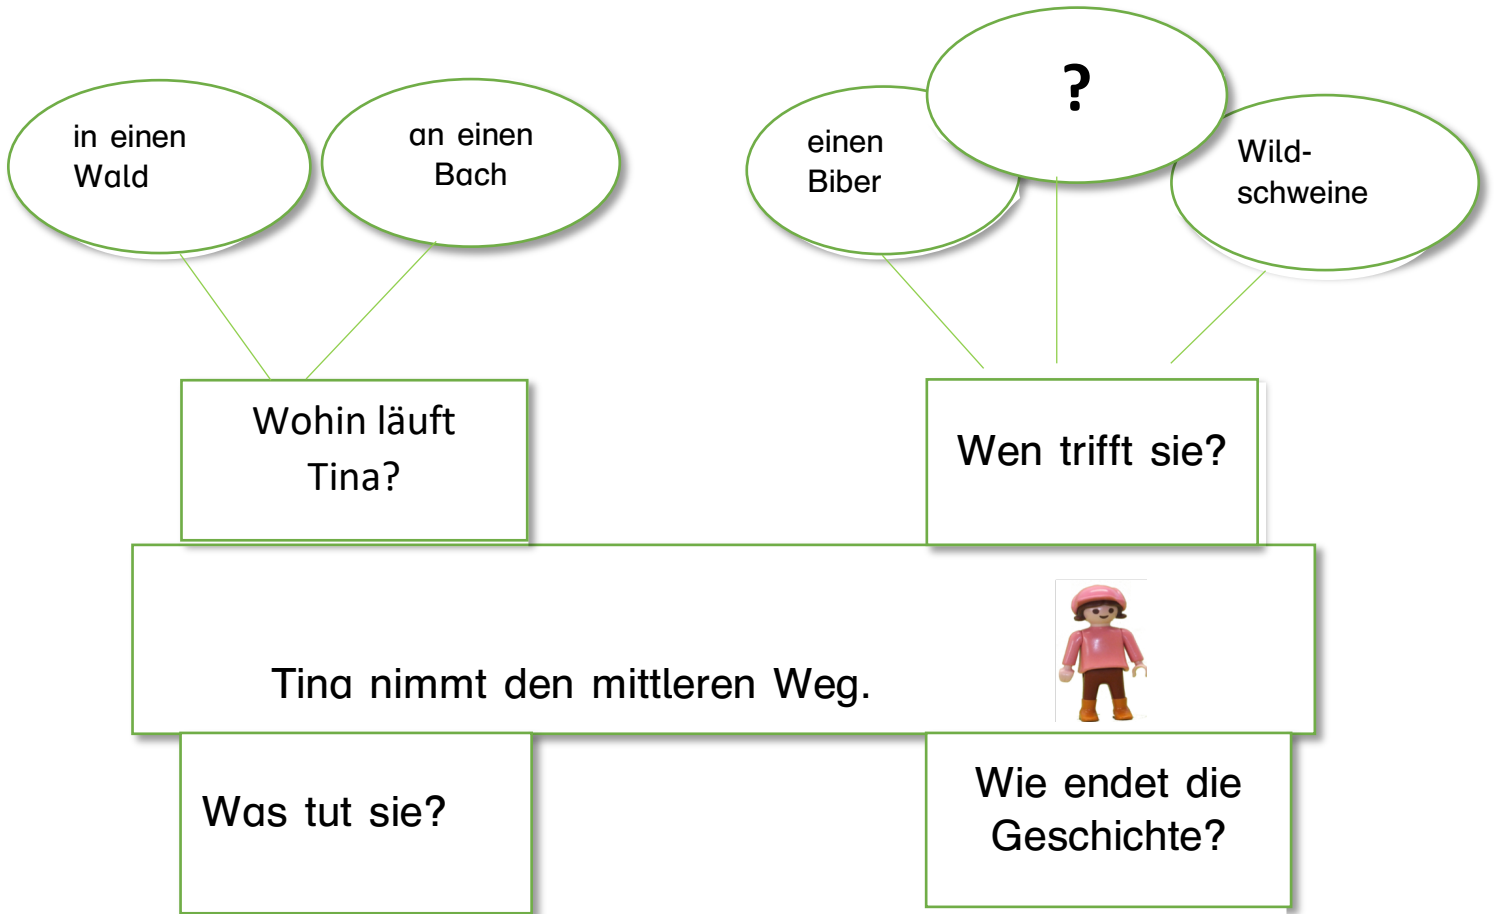 in einen
Wald
an einen
Bach
einen
Biber
?
Wild-
schweine
Wohin läuft
Tina?
Wen trifft sie?
Tina nimmt den mittleren Weg.
Was tut sie?
Wie endet die
Geschichte?